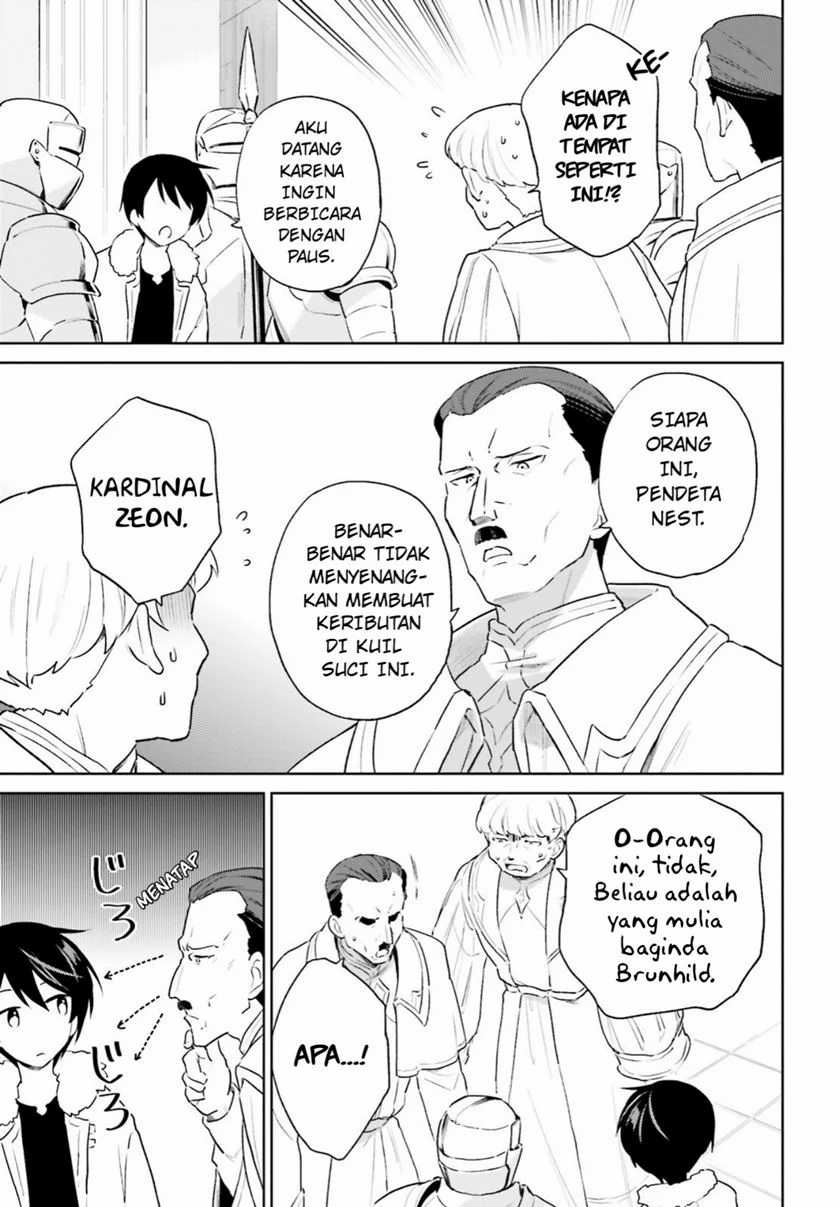 KE-
KENAPA
ADA DI
TEMPAT
SEPERTI
INI!?
AKU
DATANG
KARENA
INGIN
BERBICARA
DENGAN
PAUS.
SIAPA
ORANG
INI,
PENDETA
NEST.
BENAR-
BENAR TIDAK
MENYENANG-
KAN MEMBUAT
KERIBUTAN
DI KUIL
SUCI INI.
KARDINAL
ZEON.
O-Orang
ini, tidak,
Beliau adalah
yang mulia
baginda
Brunhild.
APA....!
MENATAP
じろ
じろ